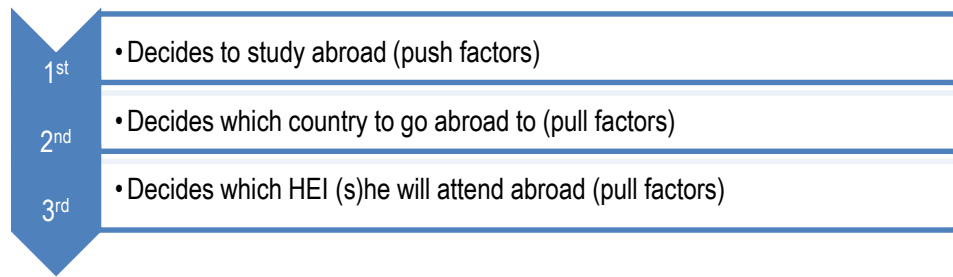 1st
• Decides to study abroad (push factors)
2nd
• Decides which country to go abroad to (pull factors)
3rd
• Decides which HEI (s)he will attend abroad (pull factors)